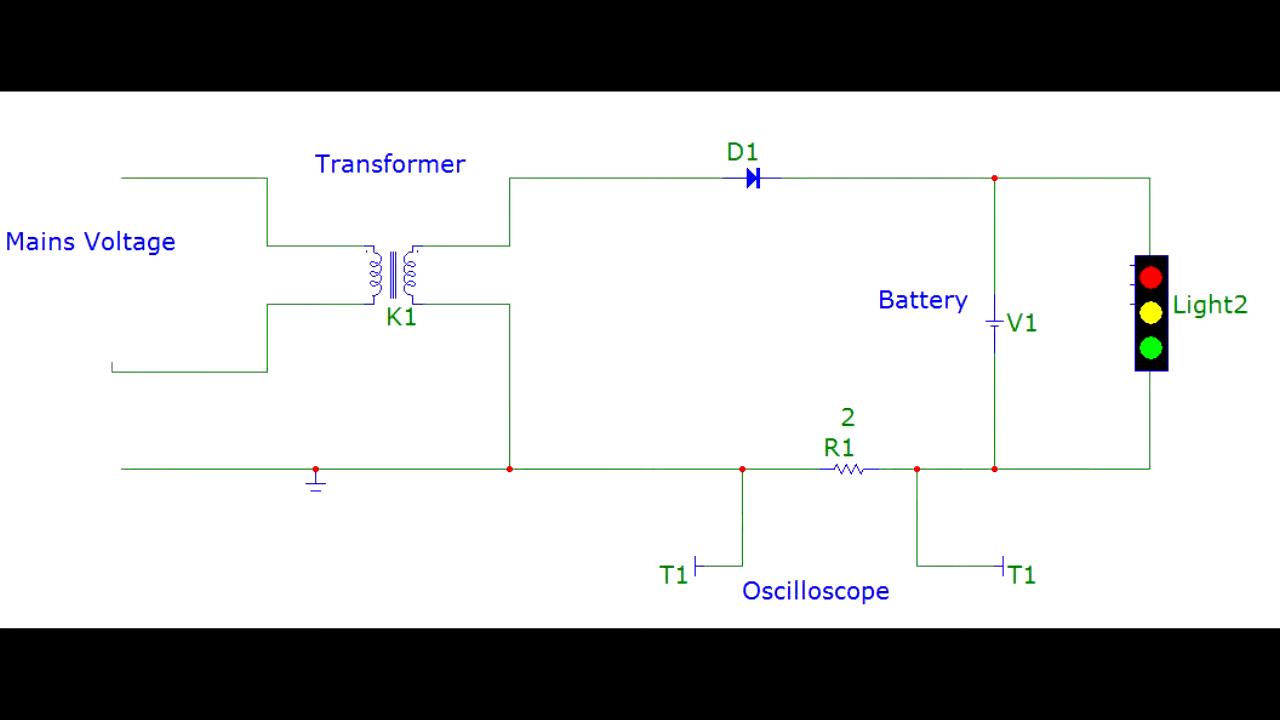 D1
Transformer
Mains Voltage
Battery
Light2
K1
V1
2
R1
T1
T1
Oscilloscope